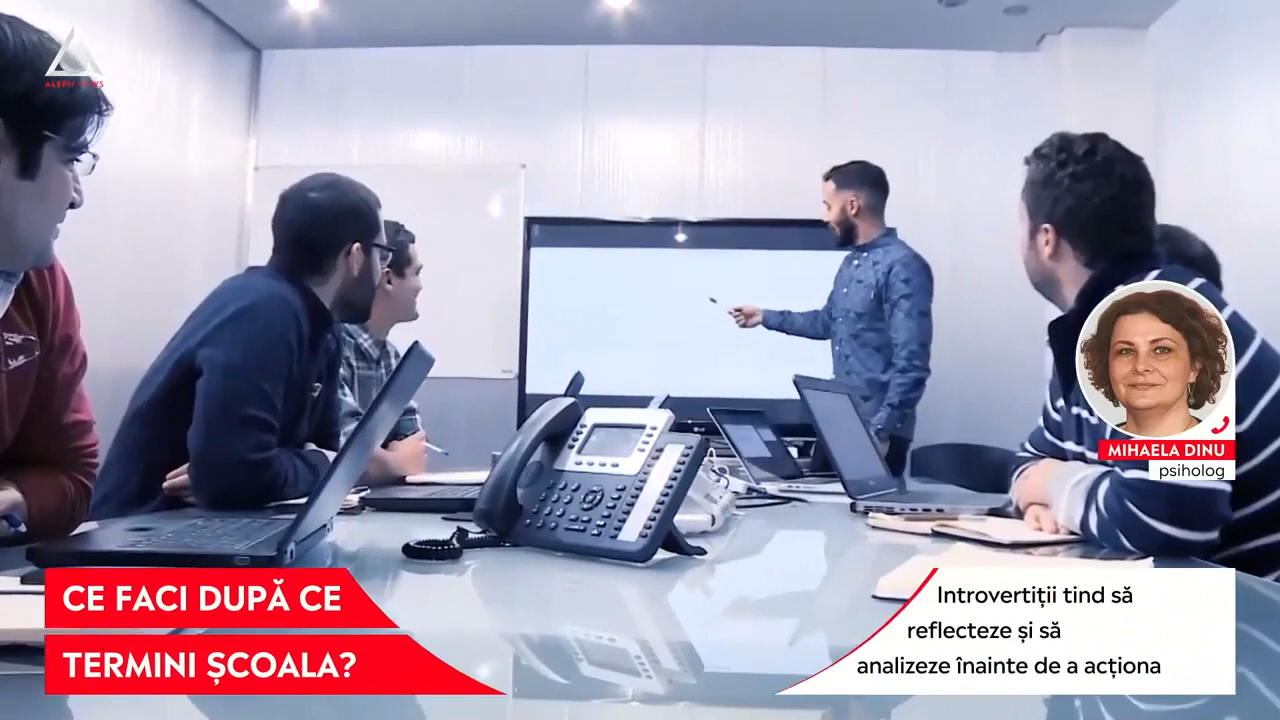 ALEPH NEWS
MIHAELA DINU
psiholog
CE FACI DUPĂ CE
TERMINI ȘCOALA?
Introvertiții tind să
reflecteze și să
analizeze înainte de a acționa